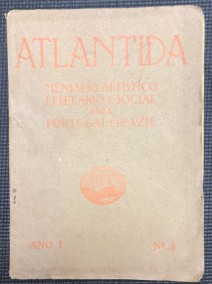 ATLANTIDA
MENSARIO ARTISTICO
LITERARIO E SOCIAL
PARA
PORTUGAL E BRAZIL
ANO I
Nº 8